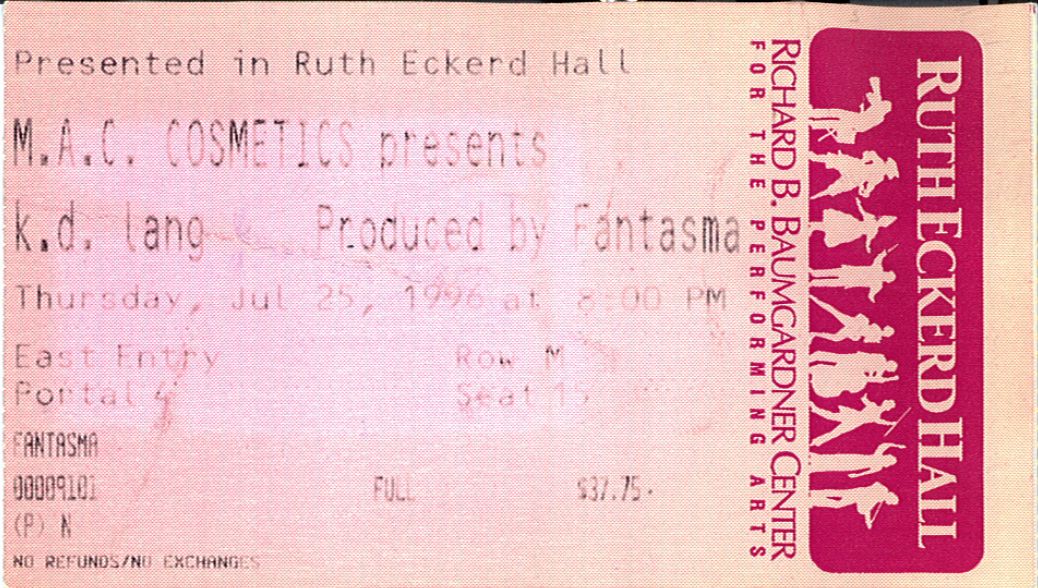 Presented in Ruth Eckerd Hall
M.A.C. COSMETICS presents
k.d. lang Produced by Fantasma
Thursday, Jul 25, 1996 at 8:00 PM
East Entry Row M
Portal 4 Seat 15
FANTASMA
00009101 FULL $37.75
(P) N
NO REFUNDS/NO EXCHANGES
RUTH ECKERD HALL
RICHARD B. BAUMGARDNER CENTER
FOR THE PERFORMING ARTS